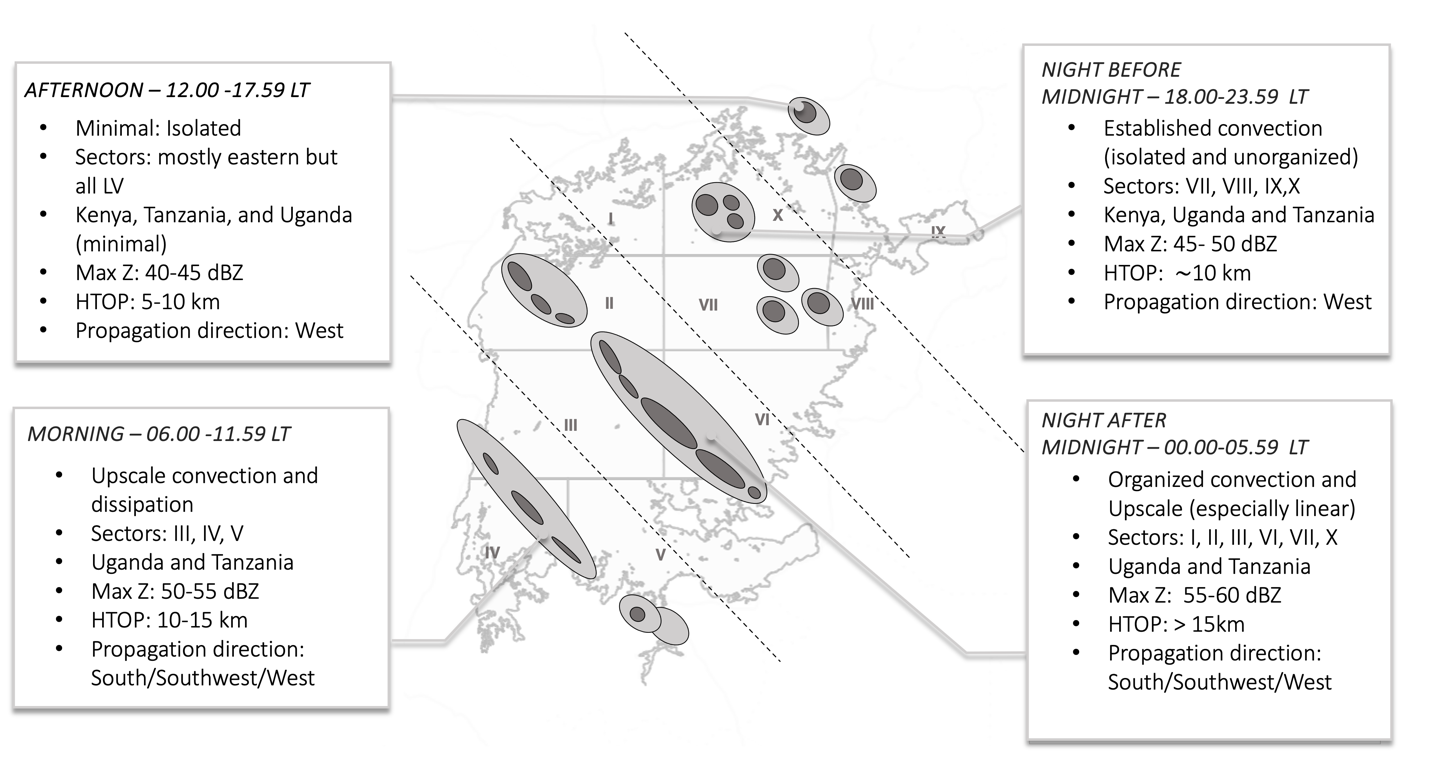 AFTERNOON – 12.00 -17.59 LT
• Minimal: Isolated
• Sectors: mostly eastern but
all LV
• Kenya, Tanzania, and Uganda
(minimal)
• Max Z: 40-45 dBZ
• HTOP: 5-10 km
• Propagation direction: West
MORNING – 06.00 -11.59 LT
• Upscale convection and
dissipation
• Sectors: III, IV, V
• Uganda and Tanzania
• Max Z: 50-55 dBZ
• HTOP: 10-15 km
• Propagation direction:
South/Southwest/West
I
X
IX
II
VII
VIII
III
VI
IV
V
NIGHT BEFORE
MIDNIGHT – 18.00-23.59 LT
• Established convection
(isolated and unorganized)
• Sectors: VII, VIII, IX,X
• Kenya, Uganda and Tanzania
• Max Z: 45- 50 dBZ
• HTOP: ~10 km
• Propagation direction: West
NIGHT AFTER
MIDNIGHT – 00.00-05.59 LT
• Organized convection and
Upscale (especially linear)
• Sectors: I, II, III, VI, VII, X
• Uganda and Tanzania
• Max Z: 55-60 dBZ
• HTOP: > 15km
• Propagation direction:
South/Southwest/West